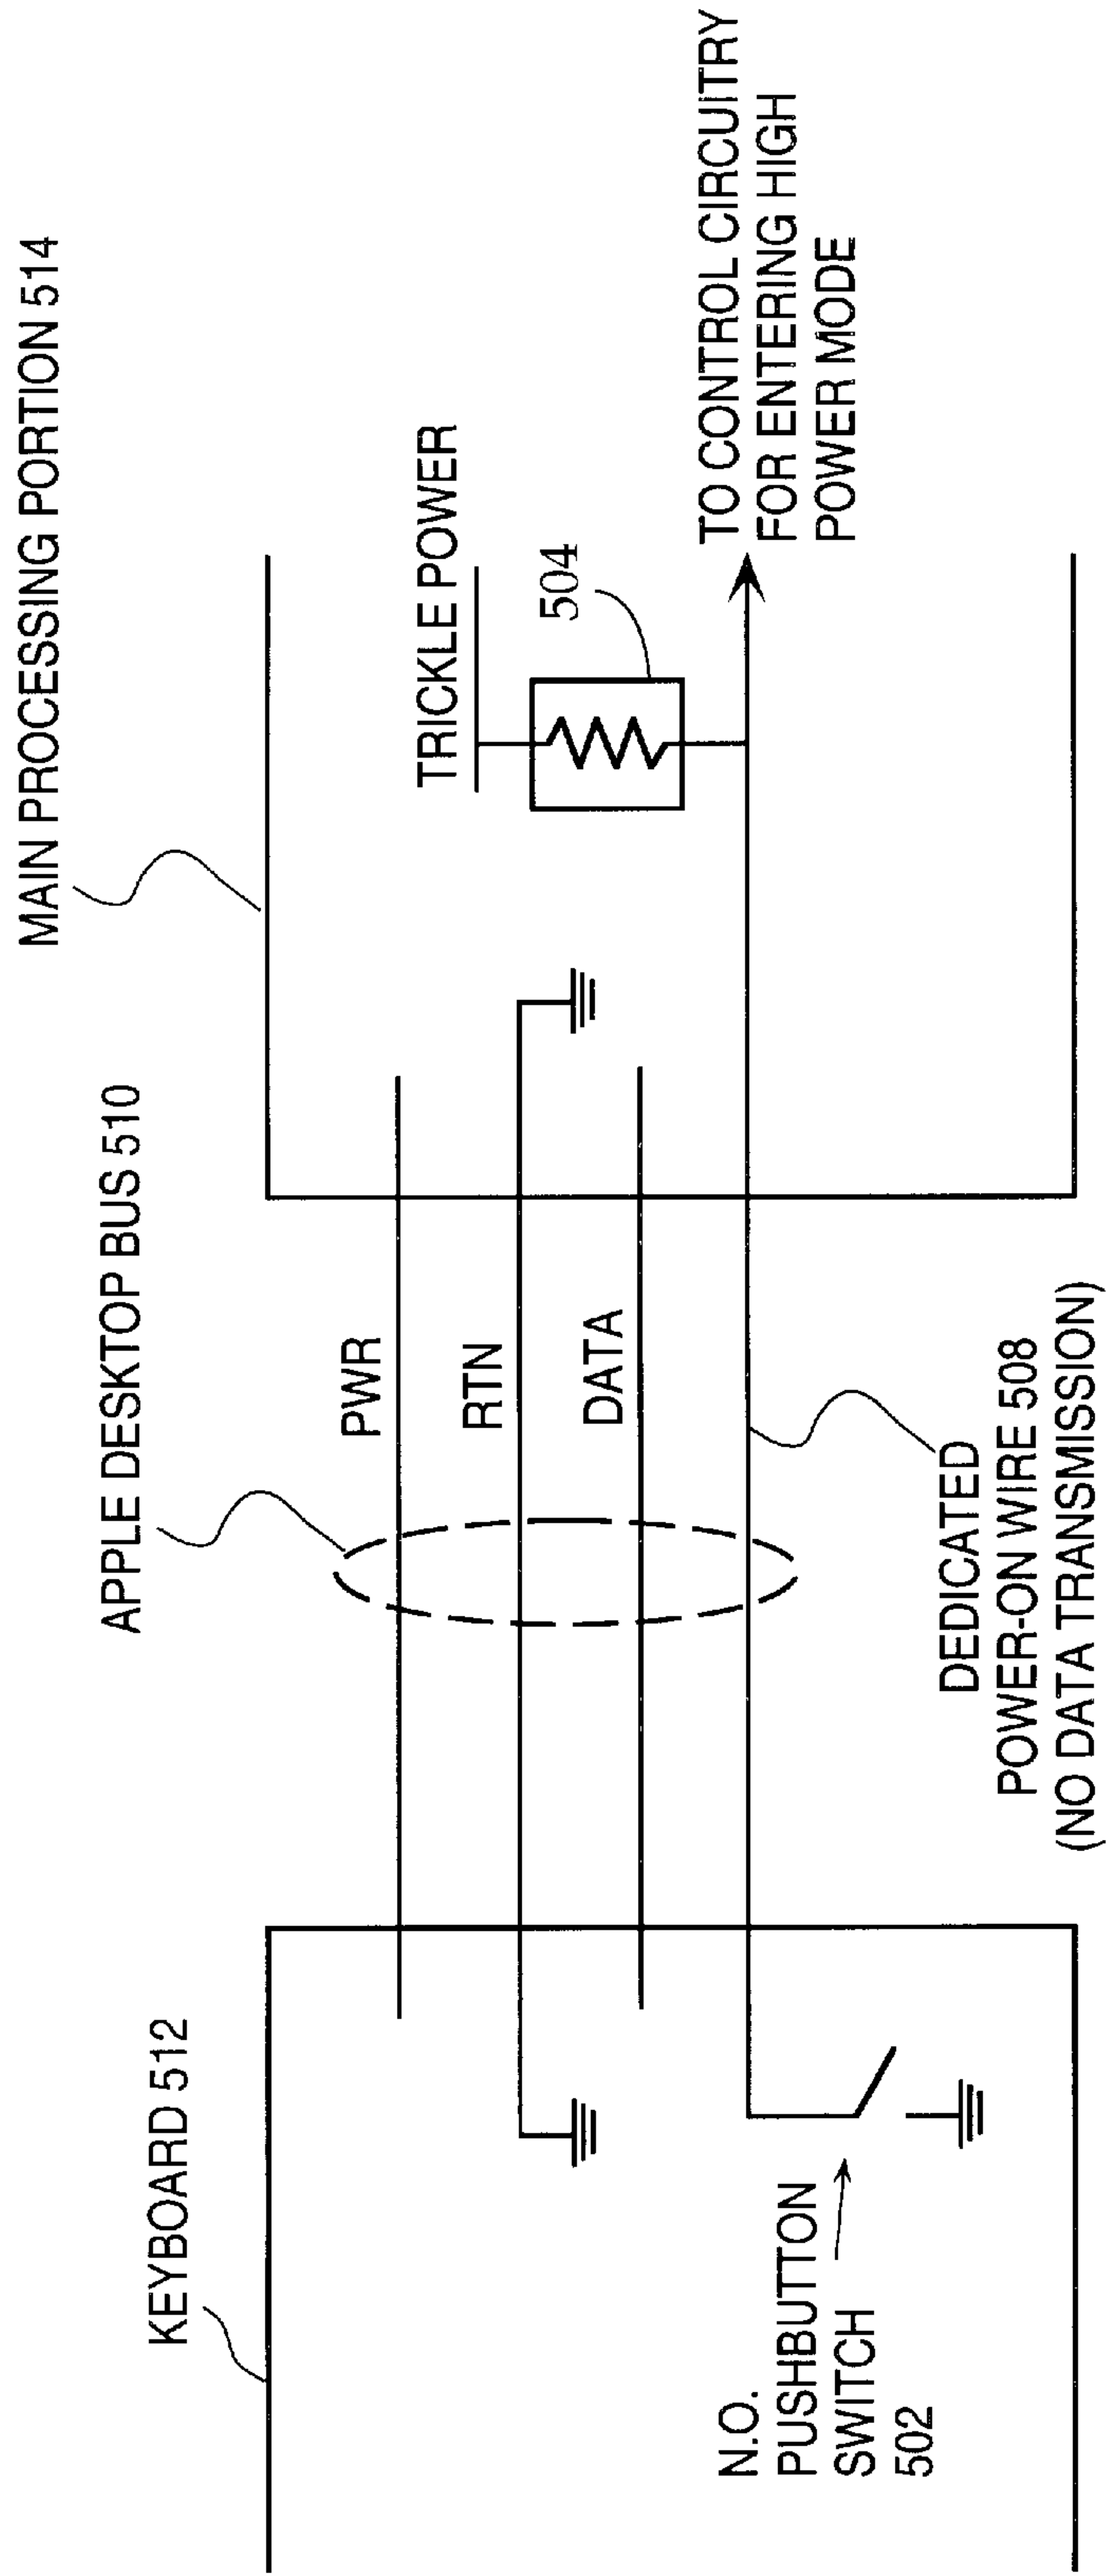 MAIN PROCESSING PORTION 514
APPLE DESKTOP BUS 510
KEYBOARD 512
TRICKLE POWER
504
PWR
RTN
DATA
TO CONTROL CIRCUITRY
FOR ENTERING HIGH
POWER MODE
N.O.
PUSHBUTTON
SWITCH
502
DEDICATED
POWER-ON WIRE 508
(NO DATA TRANSMISSION)